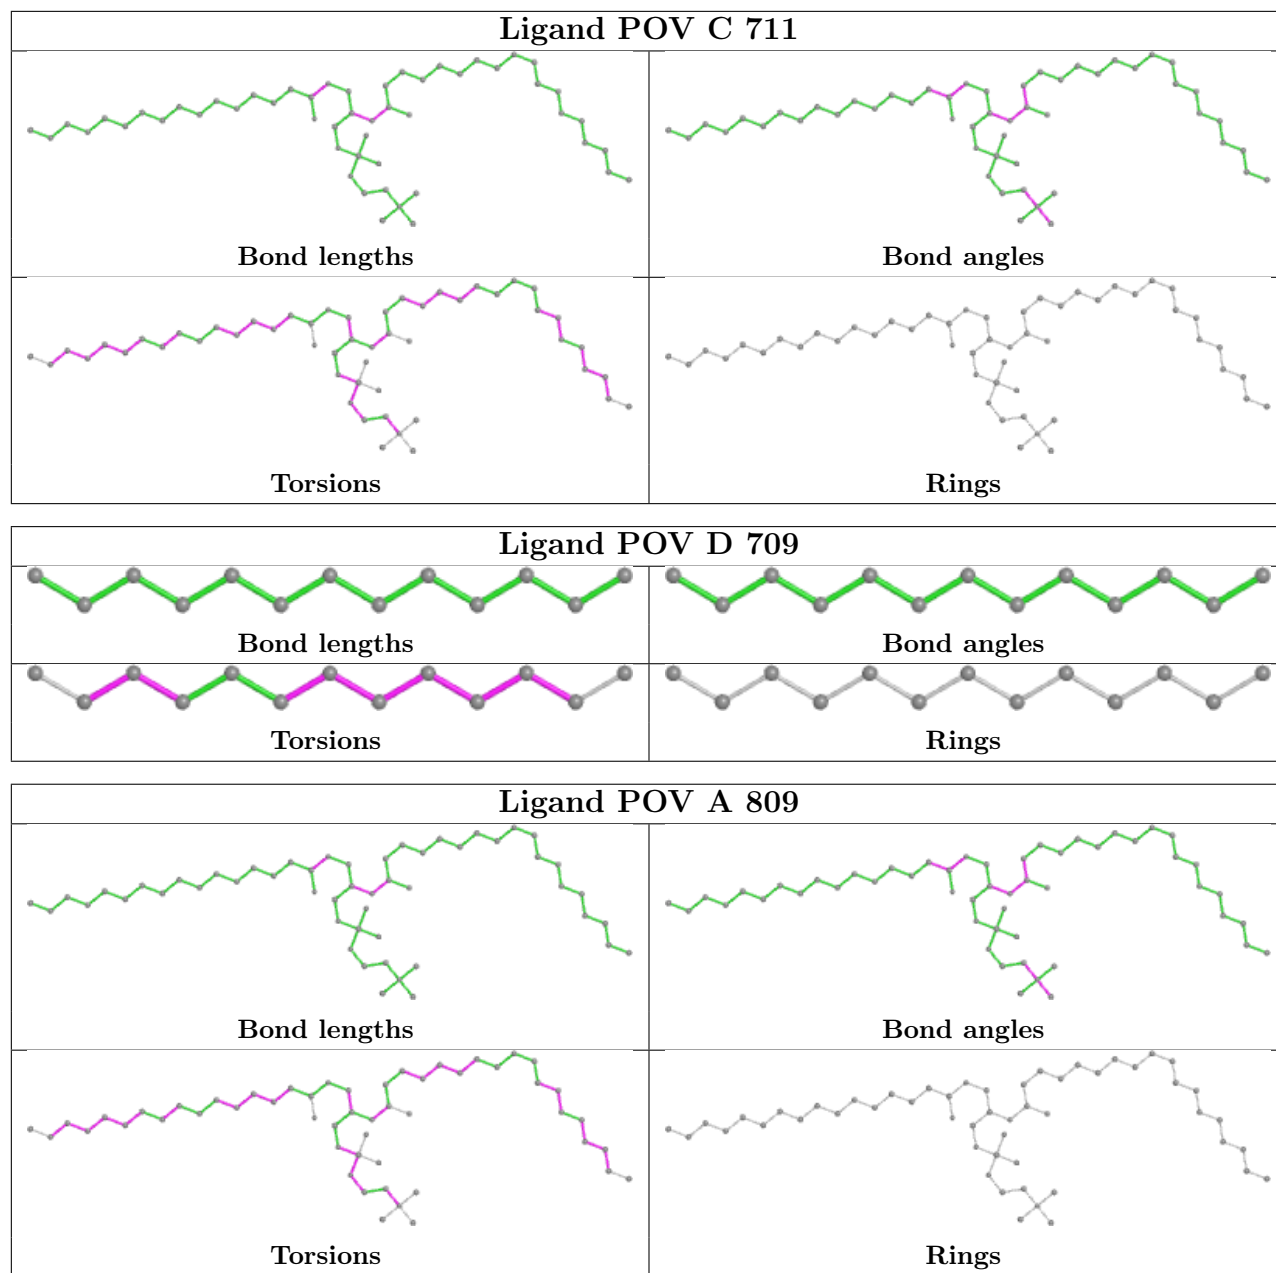 Ligand POV C 711
Bond lengths
Bond angles
Torsions
Rings
Ligand POV D 709
Bond lengths
Bond angles
Torsions
Rings
Ligand POV A 809
Bond lengths
Bond angles
Torsions
Rings